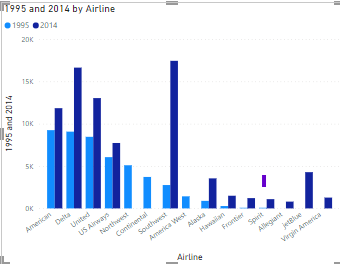 1995 and 2014 by Airline
1995 2014
20K
15K
10K
5K
0K
1995 and 2014
American
Delta
United
US Airways
Northwest
Continental
Southwest
America West
Alaska
Hawaiian
Frontier
Spirit
Allegiant
JetBlue
Virgin America
Airline